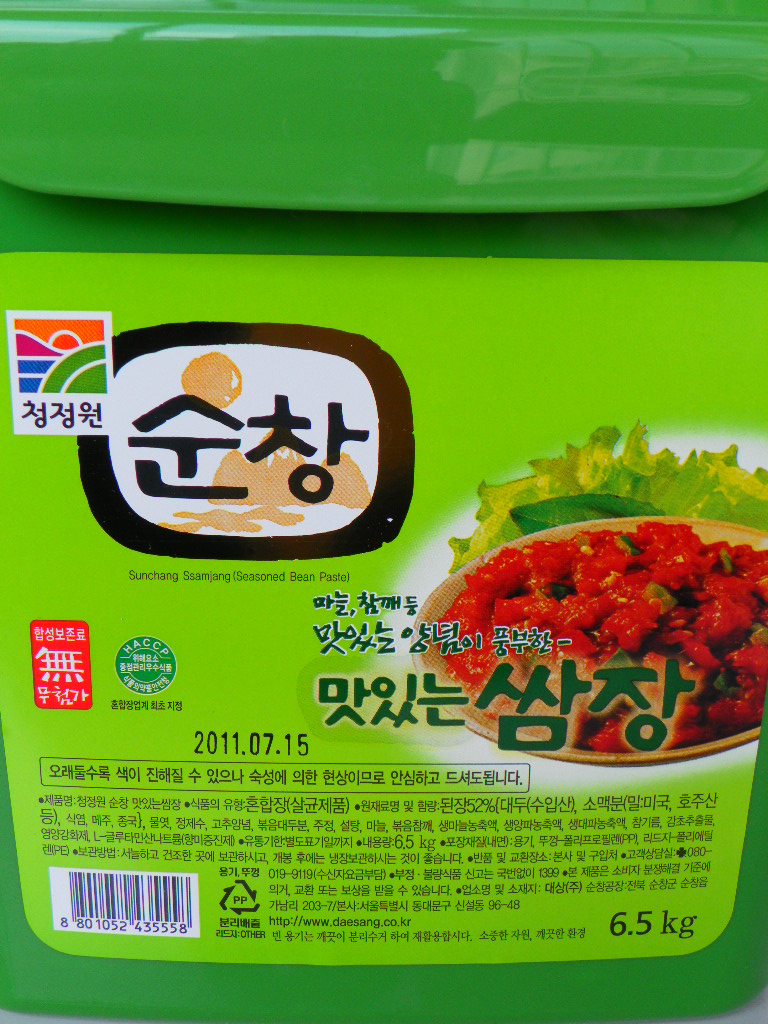 청정원
순창
Sunchang Ssamjang(Seasoned Bean Paste)
마늘,참깨등
맛있는 양념이 풍부한-
맛있는 쌈장
합성보존료
無
무첨가
HACCP
위해요소
중점관리우수식품
식품의약품안전청
혼합장업계 최초 지정
2011.07.15
오래둘수록 색이 진해질 수 있으나 숙성에 의한 현상이므로 안심하고 드셔도됩니다.
•제품명:청정원 순창 맛있는쌈장 •식품의 유형:혼합장(살균제품) •원재료명 및 함량:된장52%{대두(수입산), 소맥분(밀:미국, 호주산
등), 식염, 메주, 종국}, 물엿, 정제수, 고추양념, 볶음대두분, 주정, 설탕, 마늘, 볶음참깨, 생마늘농축액, 생양파농축액, 생대파농축액, 참기름, 감초추출물,
영양강화제, L-글루타민산나트륨(향미증진제) •유통기한:별도표기일까지 •내용량:6.5 kg •포장재질(내면):용기, 뚜껑-폴리프로필렌(PP), 리드지-폴리에틸
렌(PE) •보관방법:서늘하고 건조한 곳에 보관하시고, 개봉 후에는 냉장보관하시는 것이 좋습니다. •반품 및 교환장소:본사 및 구입처 •고객상담실:080-
019-9119(수신자요금부담) •부정·불량식품 신고는 국번없이 1399 •본 제품은 소비자 분쟁해결 기준에
의거, 교환 또는 보상을 받을 수 있습니다. •업소명 및 소재지: 대상(주) 순창공장:전북 순창군 순창읍
가남리 203-7/본사:서울특별시 동대문구 신설동 96-48
http://www.daesang.co.kr
빈 용기는 깨끗이 분리수거 하여 재활용합시다. 소중한 자원, 깨끗한 환경
용기, 뚜껑
PP
분리배출
리드지:OTHER
8 801052 435558
6.5 kg